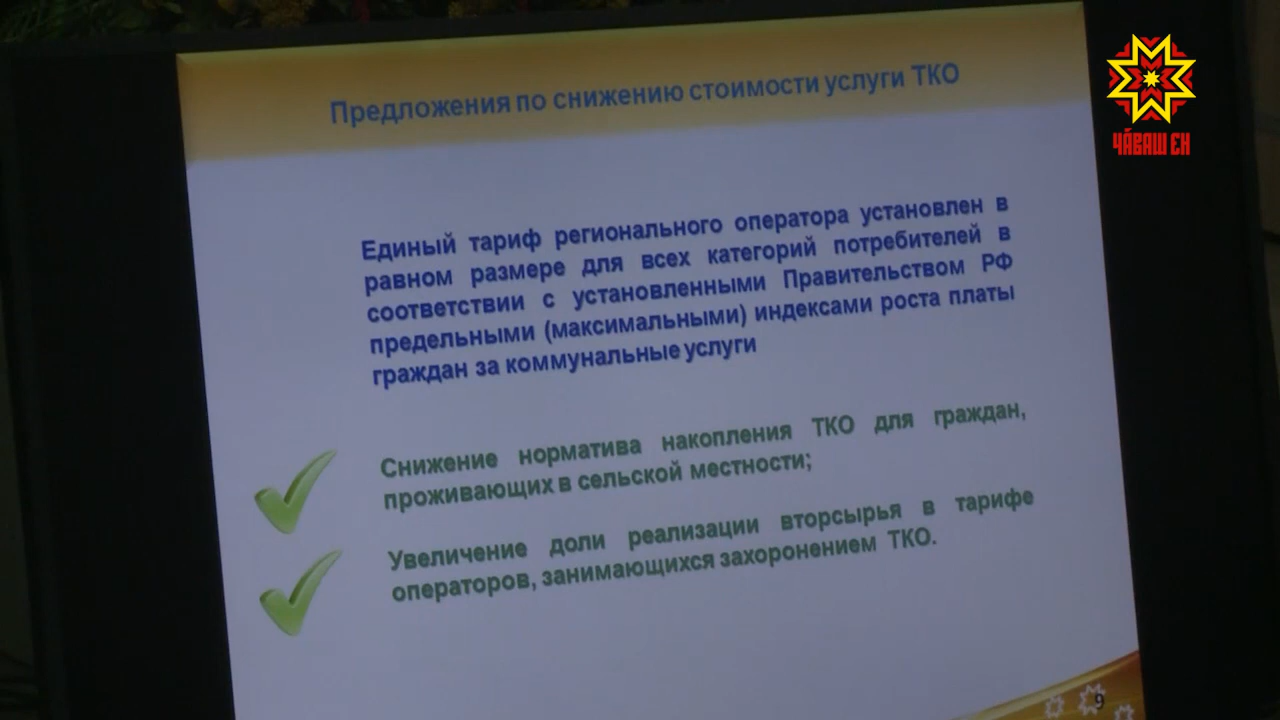 Предложения по снижению стоимости услуги ТКО
ЧӐВАШ ЕН
Единый тариф регионального оператора установлен в
равном размере для всех категорий потребителей в
соответствии с установленными Правительством РФ
предельными (максимальными) индексами роста платы
граждан за коммунальные услуги
Снижение норматива накопления ТКО для граждан,
проживающих в сельской местности;
Увеличение доли реализации вторсырья в тарифе
операторов, занимающихся захоронением ТКО.
9